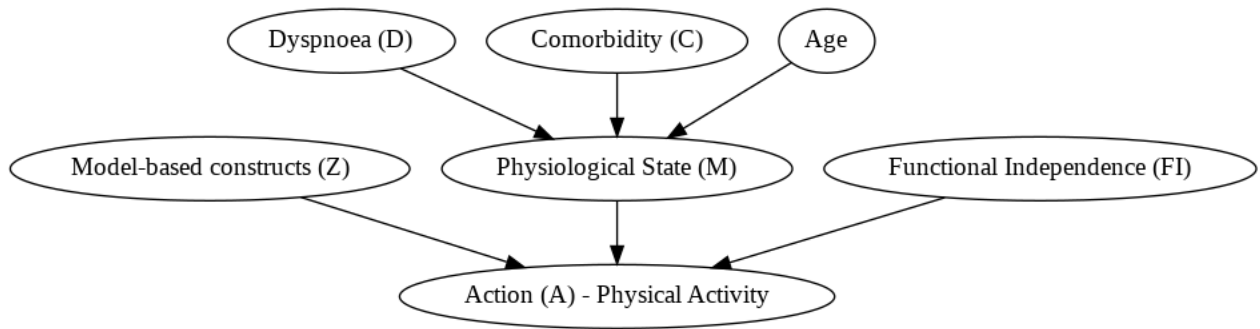 Dyspnoea (D)
Comorbidity (C)
Age
Model-based constructs (Z)
Physiological State (M)
Functional Independence (FI)
Action (A) - Physical Activity